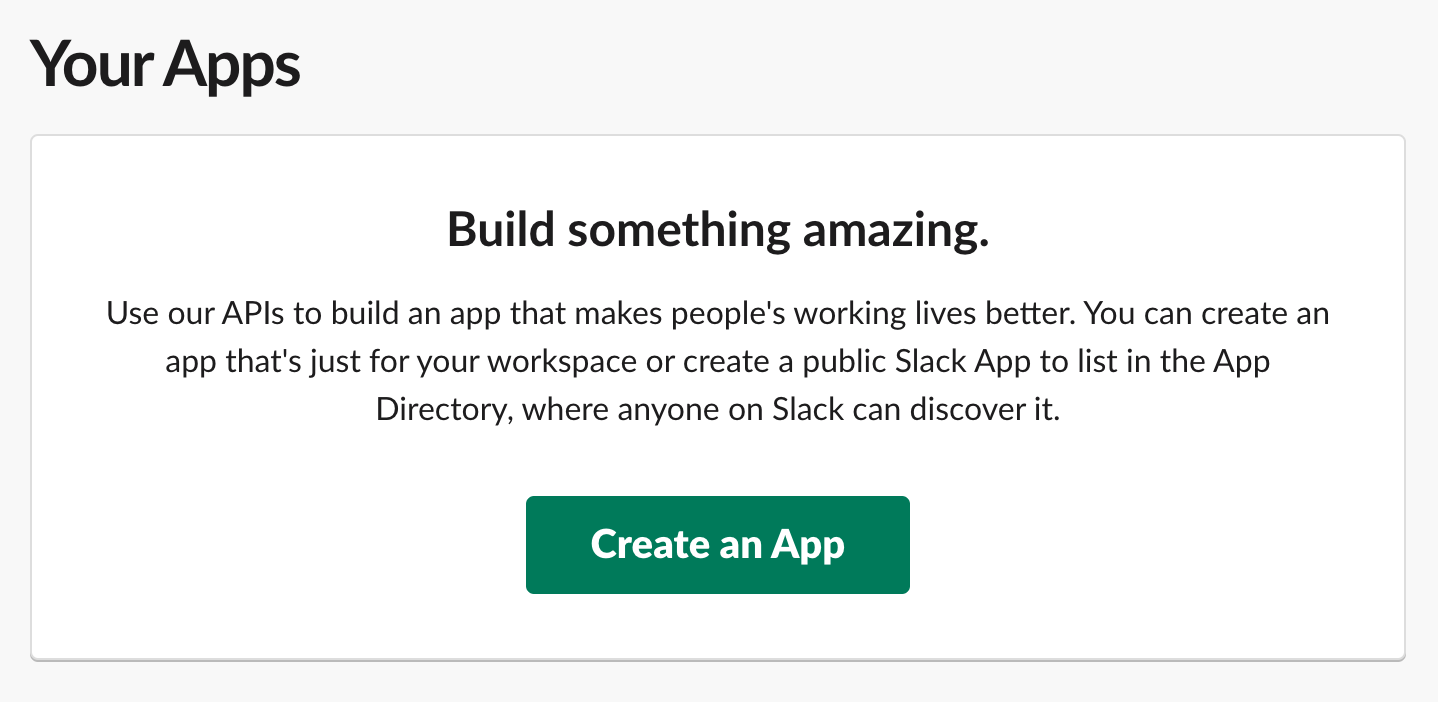 Your Apps
Build something amazing.
Use our APIs to build an app that makes people's working lives better. You can create an
app that's just for your workspace or create a public Slack App to list in the App
Directory, where anyone on Slack can discover it.
Create an App